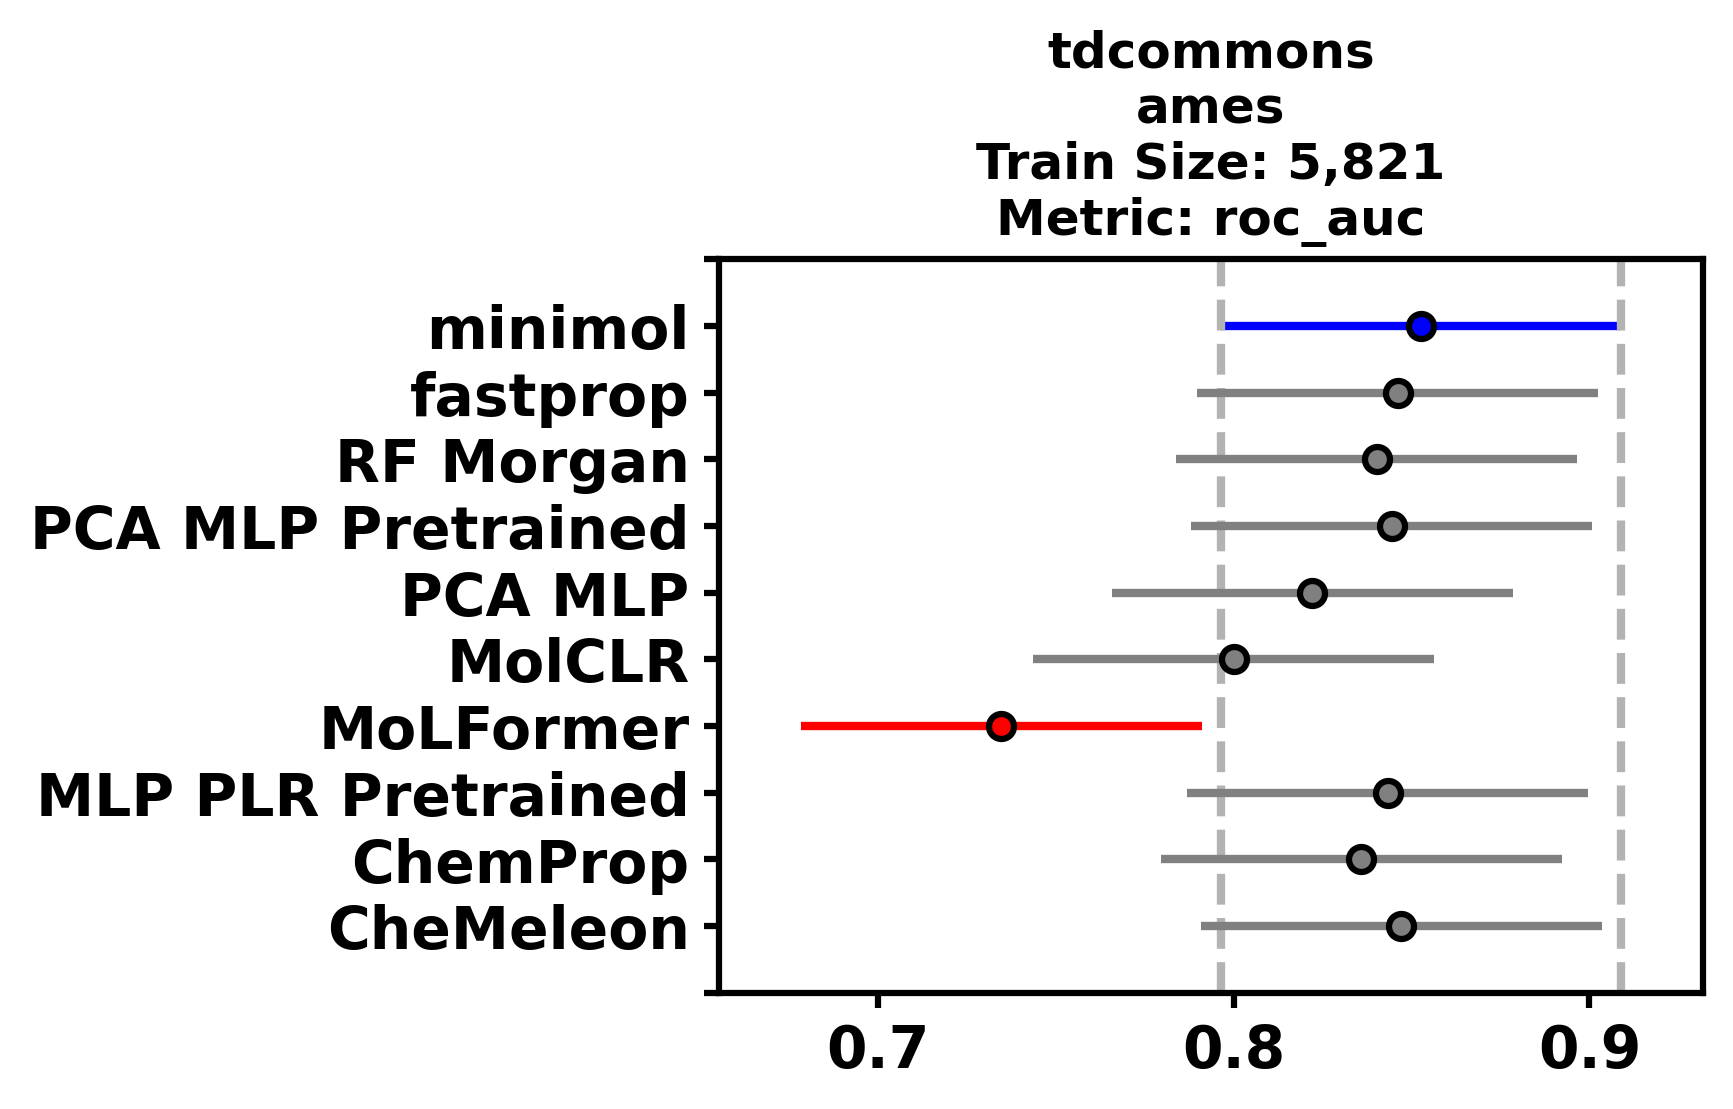 tdcommons
ames
Train Size: 5,821
Metric: roc_auc
minimol
fastprop
RF Morgan
PCA MLP Pretrained
PCA MLP
MolCLR
MoLFormer
MLP PLR Pretrained
ChemProp
CheMeleon
0.7 0.8 0.9